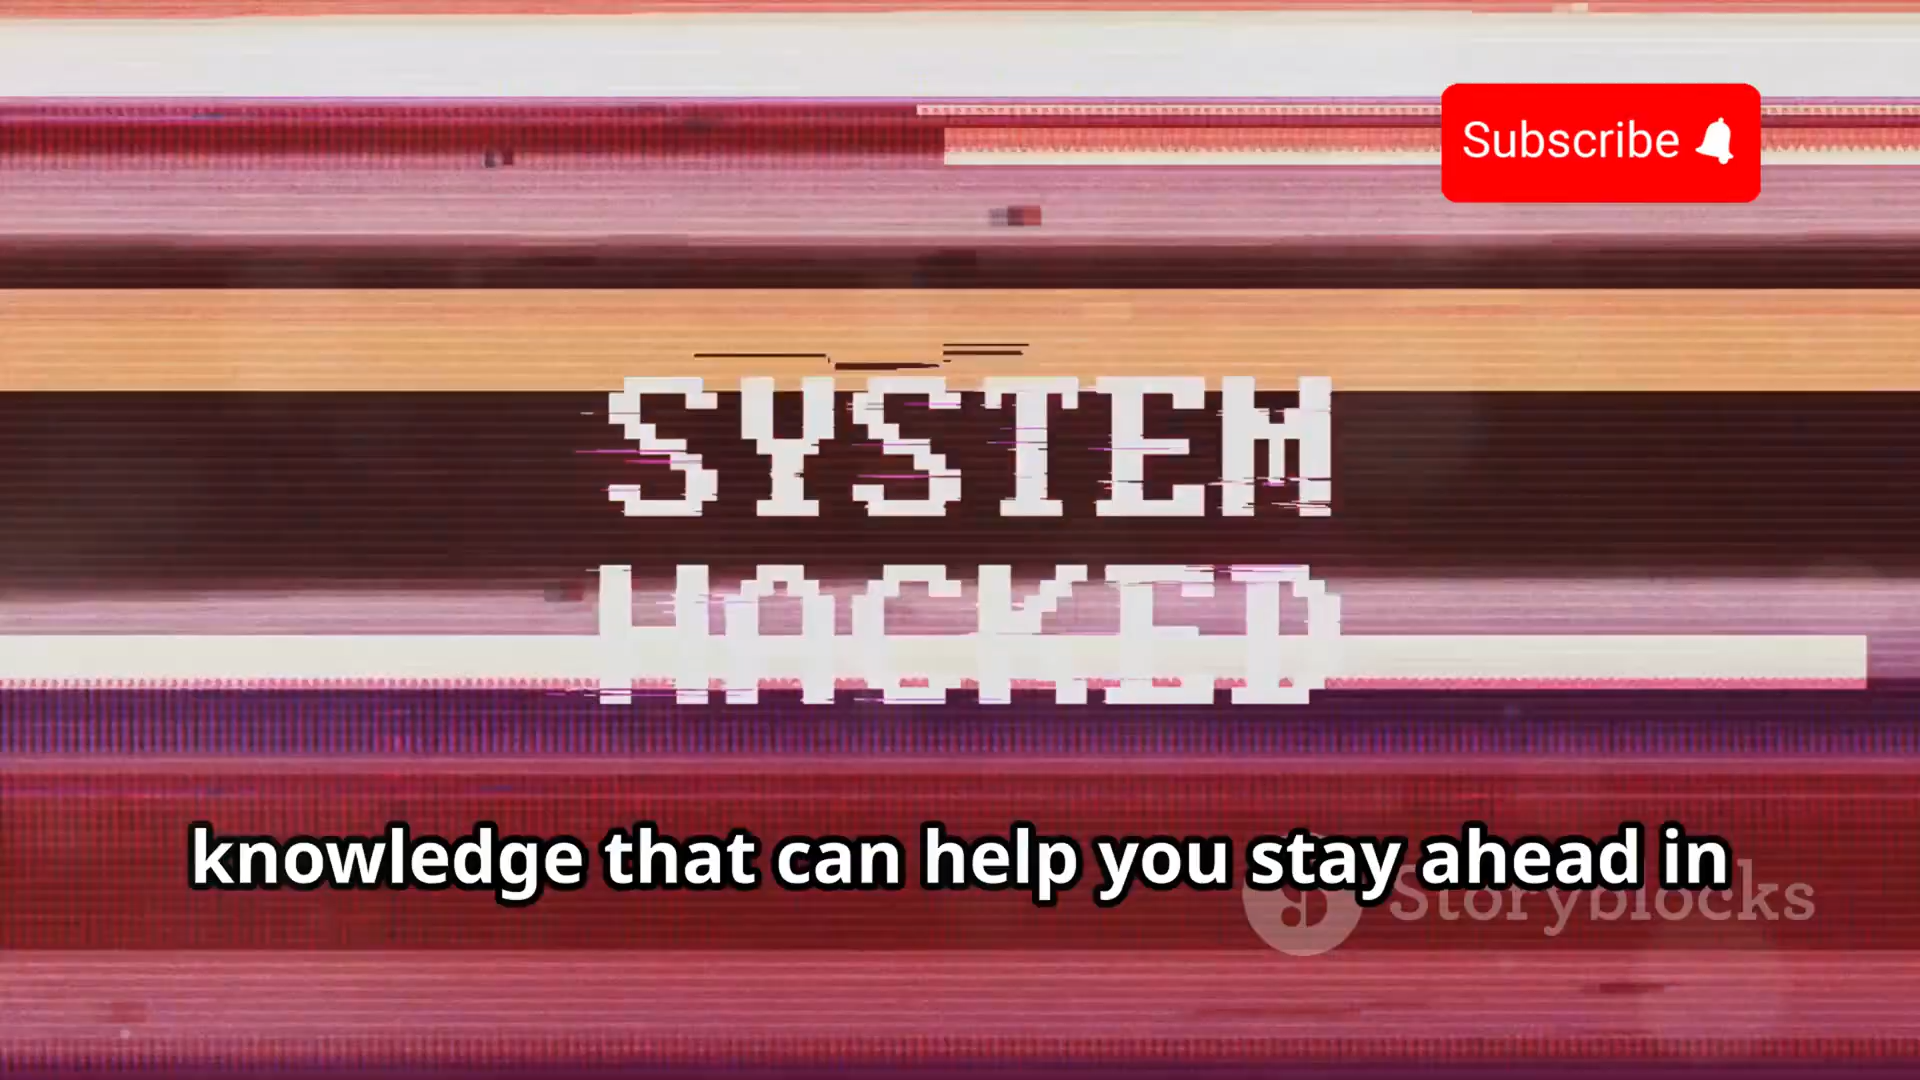 Subscribe
SYSTEM
HACKED
knowledge that can help you stay ahead in
Storyblocks